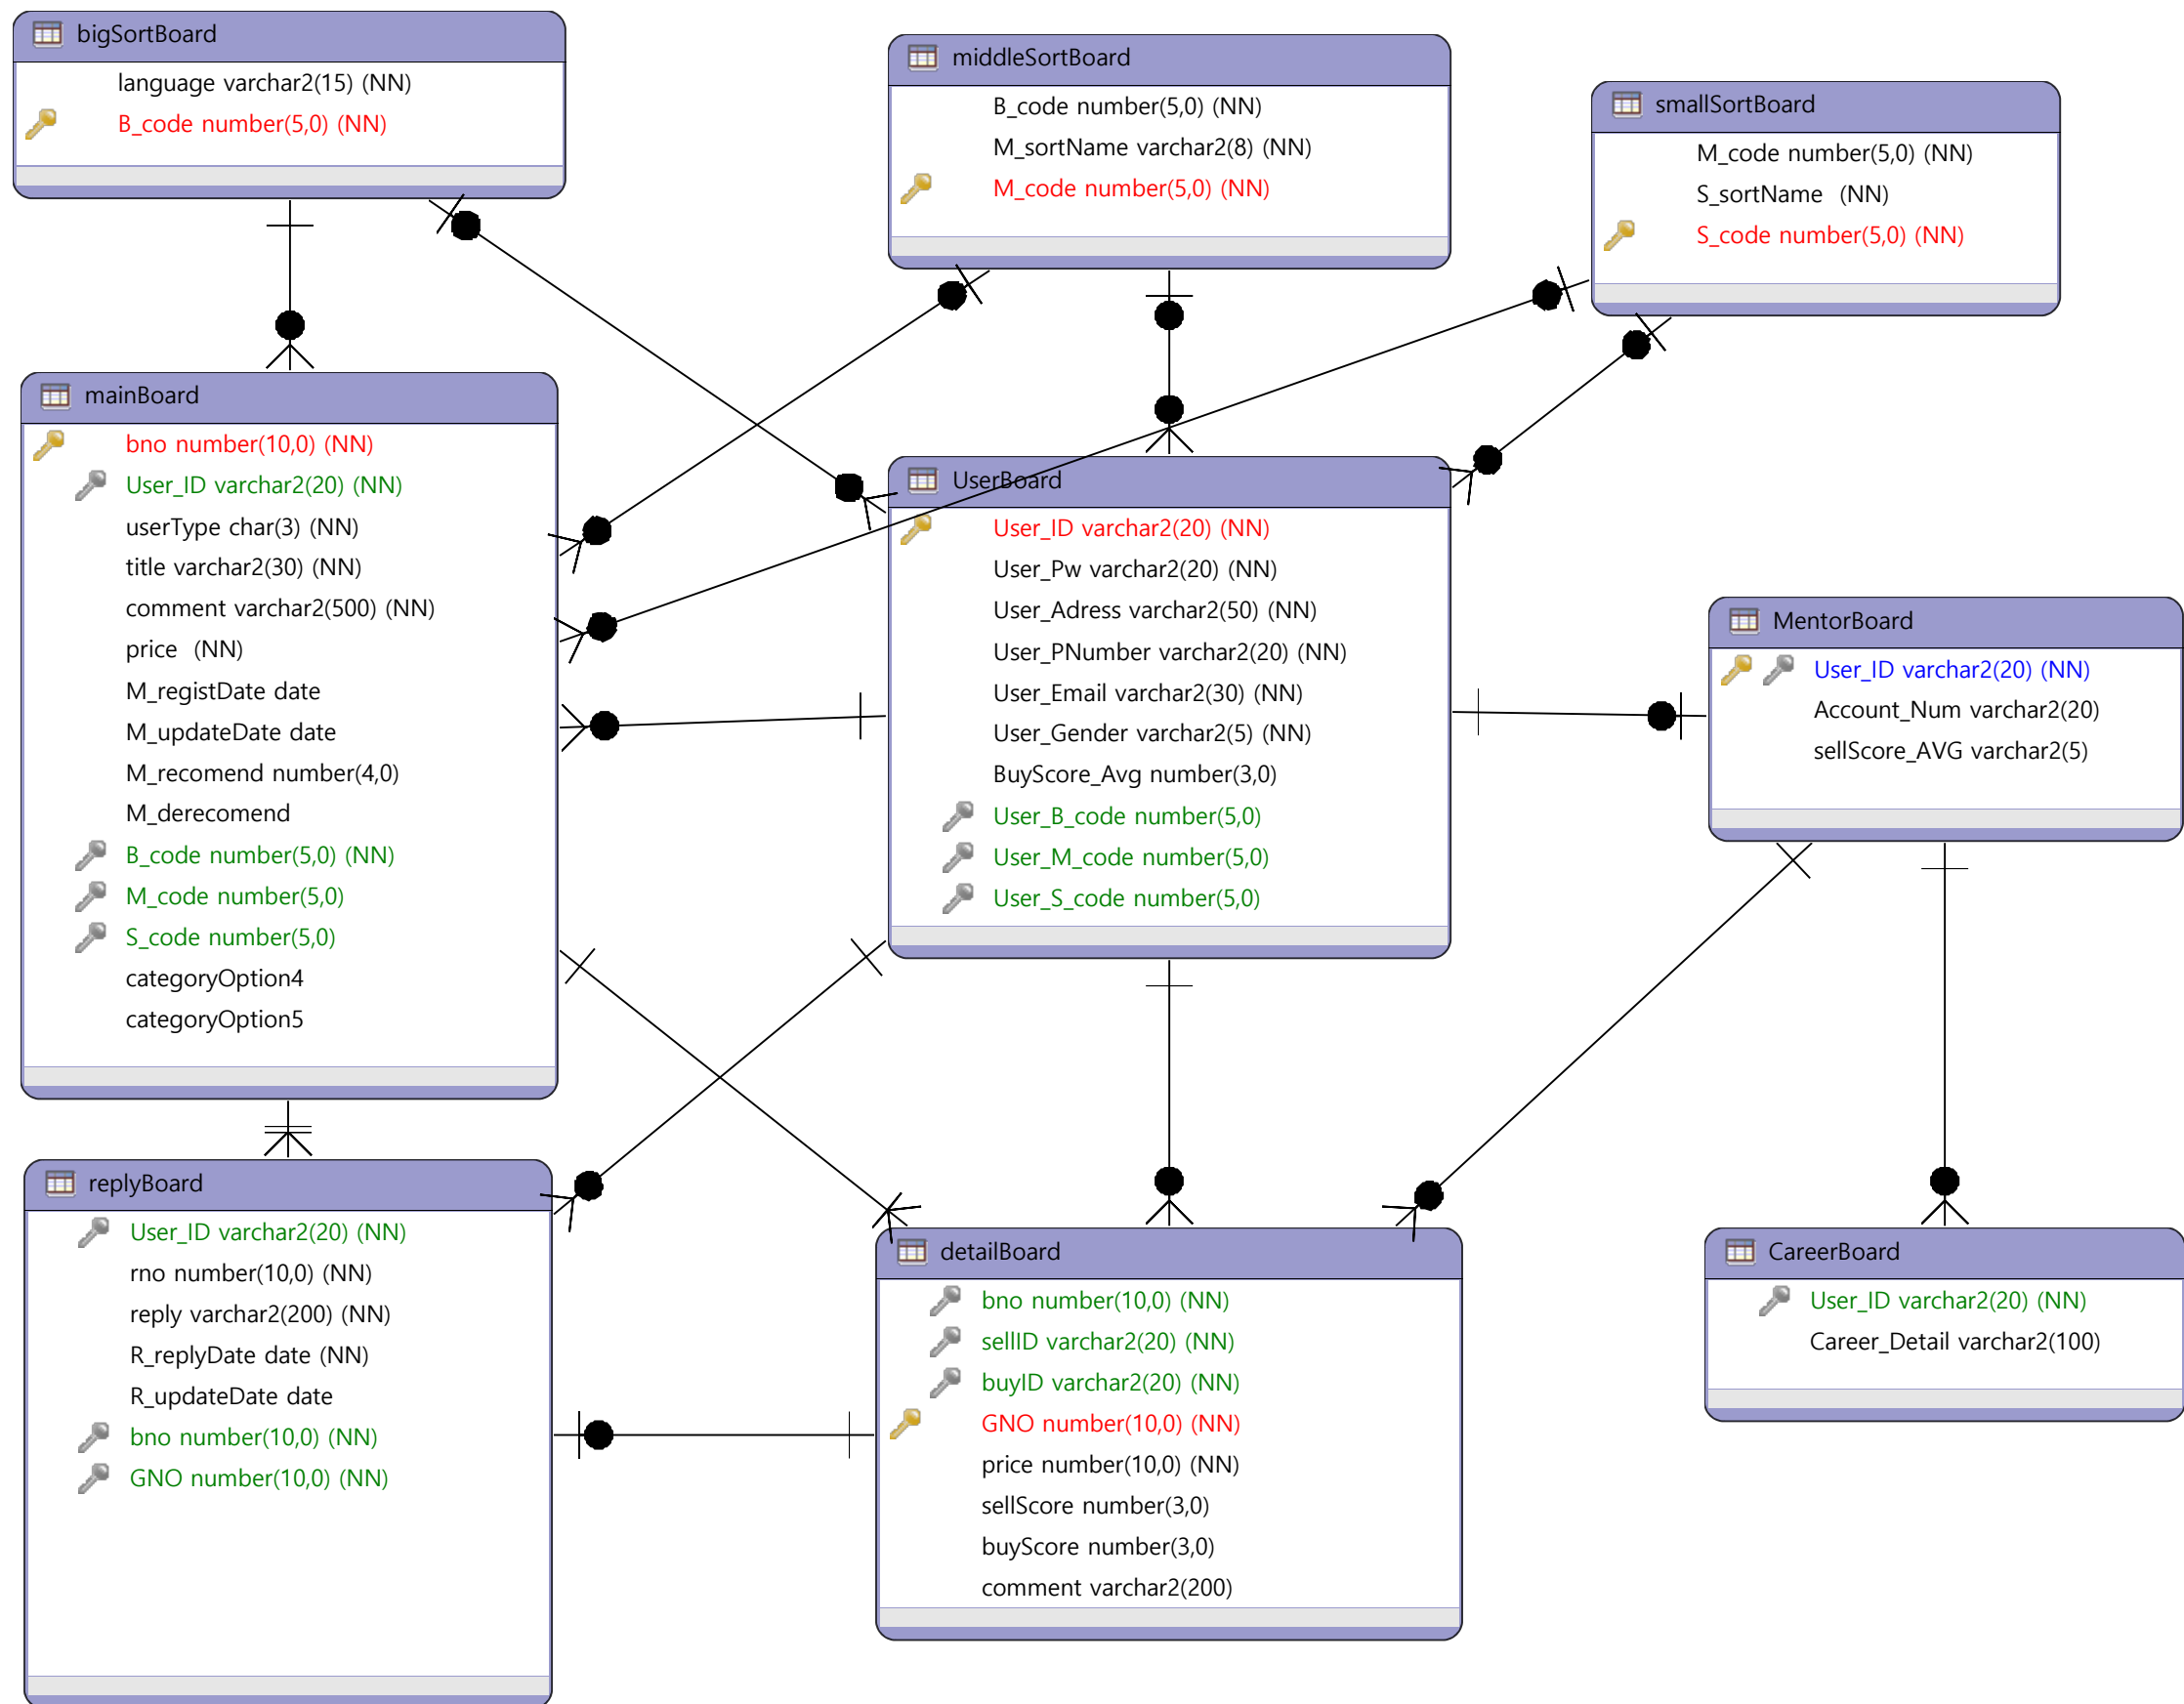 bigSortBoard
language varchar2(15) (NN)
B_code number(5,0) (NN)
middleSortBoard
B_code number(5,0) (NN)
M_sortName varchar2(8) (NN)
M_code number(5,0) (NN)
smallSortBoard
M_code number(5,0) (NN)
S_sortName (NN)
S_code number(5,0) (NN)
mainBoard
bno number(10,0) (NN)
User_ID varchar2(20) (NN)
userType char(3) (NN)
title varchar2(30) (NN)
comment varchar2(500) (NN)
price (NN)
M_registDate date
M_updateDate date
M_recomend number(4,0)
M_derecomend
B_code number(5,0) (NN)
M_code number(5,0)
S_code number(5,0)
categoryOption4
categoryOption5
UserBoard
User_ID varchar2(20) (NN)
User_Pw varchar2(20) (NN)
User_Adress varchar2(50) (NN)
User_PNumber varchar2(20) (NN)
User_Email varchar2(30) (NN)
User_Gender varchar2(5) (NN)
BuyScore_Avg number(3,0)
User_B_code number(5,0)
User_M_code number(5,0)
User_S_code number(5,0)
MentorBoard
User_ID varchar2(20) (NN)
Account_Num varchar2(20)
sellScore_AVG varchar2(5)
replyBoard
User_ID varchar2(20) (NN)
rno number(10,0) (NN)
reply varchar2(200) (NN)
R_replyDate date (NN)
R_updateDate date
bno number(10,0) (NN)
GNO number(10,0) (NN)
detailBoard
bno number(10,0) (NN)
sellID varchar2(20) (NN)
buyID varchar2(20) (NN)
GNO number(10,0) (NN)
price number(10,0) (NN)
sellScore number(3,0)
buyScore number(3,0)
comment varchar2(200)
CareerBoard
User_ID varchar2(20) (NN)
Career_Detail varchar2(100)